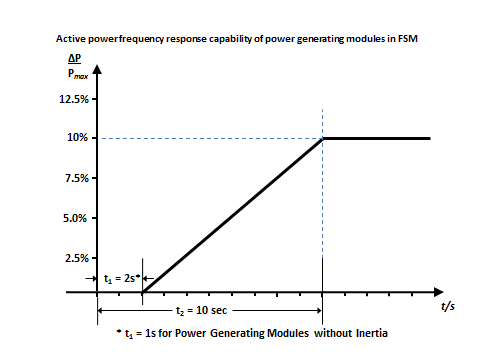 Active power frequency response capability of power generating modules in FSM
ΔP
Pmax
12.5%
10%
7.5%
5.0%
2.5%
t1 = 2s*
t/s
t2 = 10 sec
* t1 = 1s for Power Generating Modules without Inertia